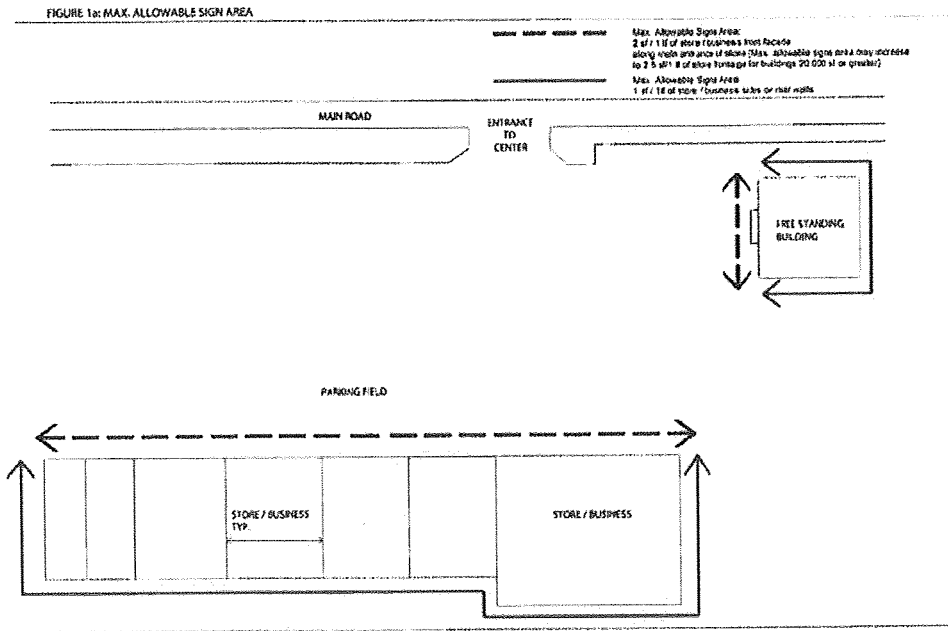 FIGURE 1a: MAX. ALLOWABLE SIGN AREA
Max. Allowable Sign Area:
2 sf / 1 lf of store / business front facade
along main entrance of store (Max. allowable sign area may increase
to 2.5 sf/1 lf of store frontage for buildings 20,000 sf or greater)
Max. Allowable Sign Area
1 sf / 1 lf of store / business sides or rear walls
MAIN ROAD
ENTRANCE
TO
CENTER
FREE STANDING
BUILDING
PARKING FIELD
STORE / BUSINESS
TYP.
STORE / BUSINESS